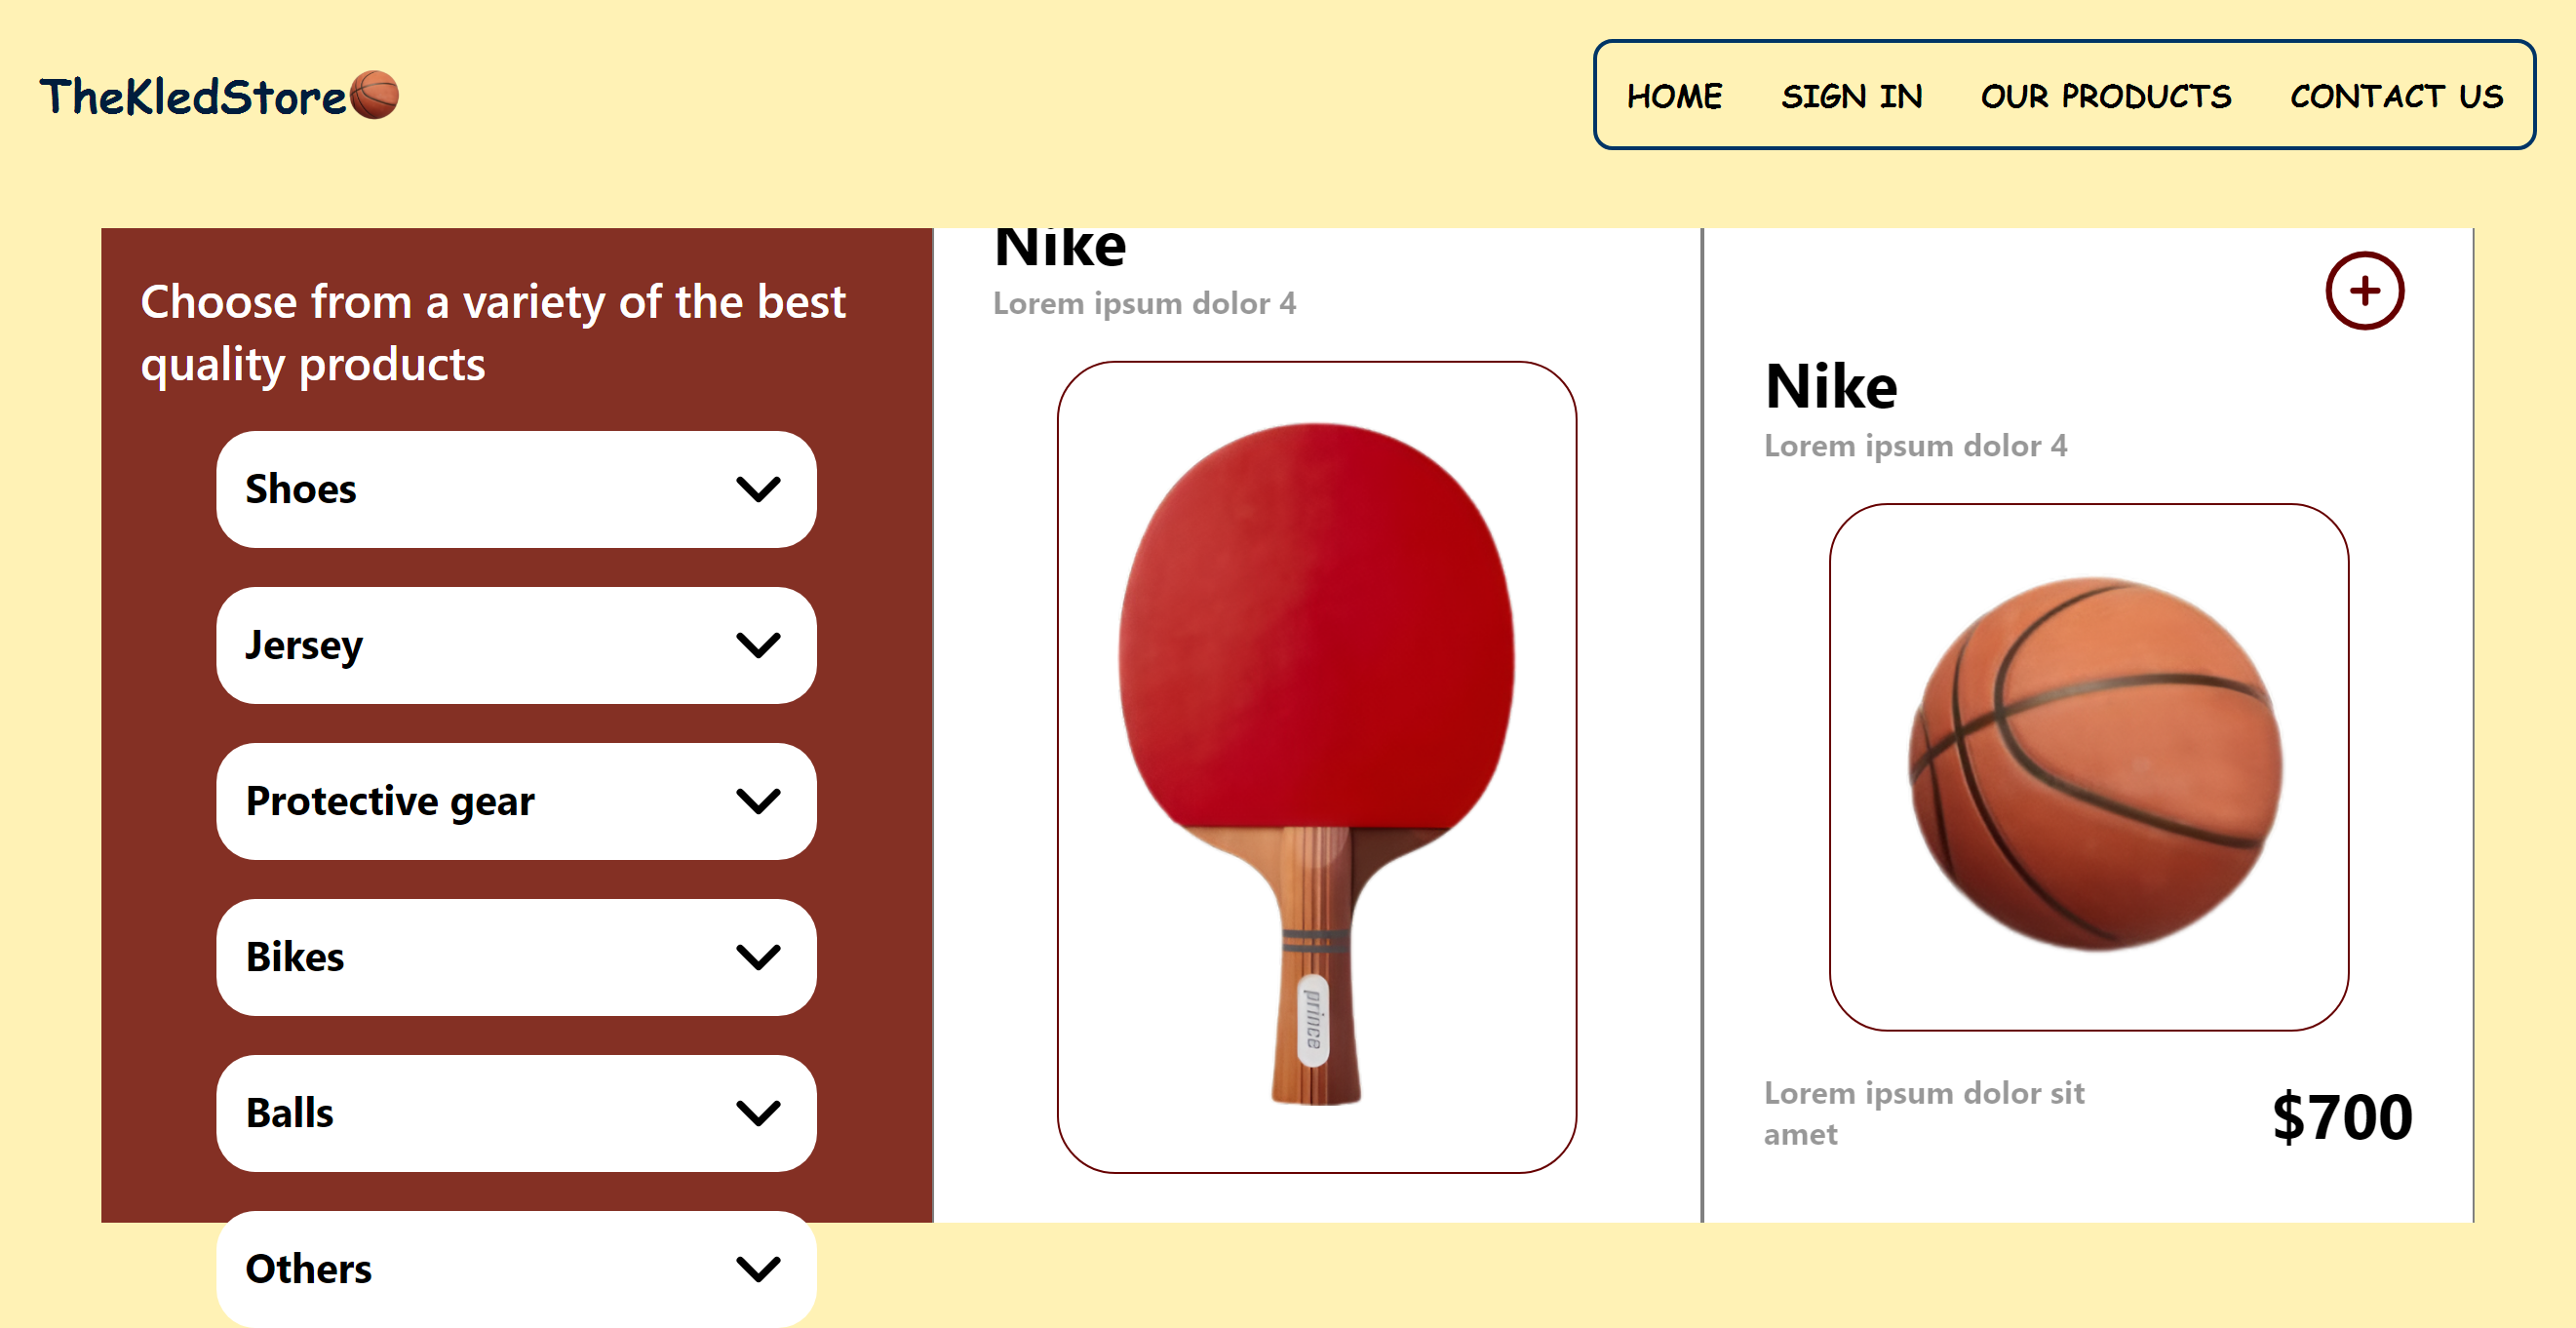 TheKledStore
HOME SIGN IN OUR PRODUCTS CONTACT US
Choose from a variety of the best
quality products
Shoes
Jersey
Protective gear
Bikes
Balls
Others
Nike
Lorem ipsum dolor 4
prince
Nike
Lorem ipsum dolor 4
Lorem ipsum dolor sit
amet
$700